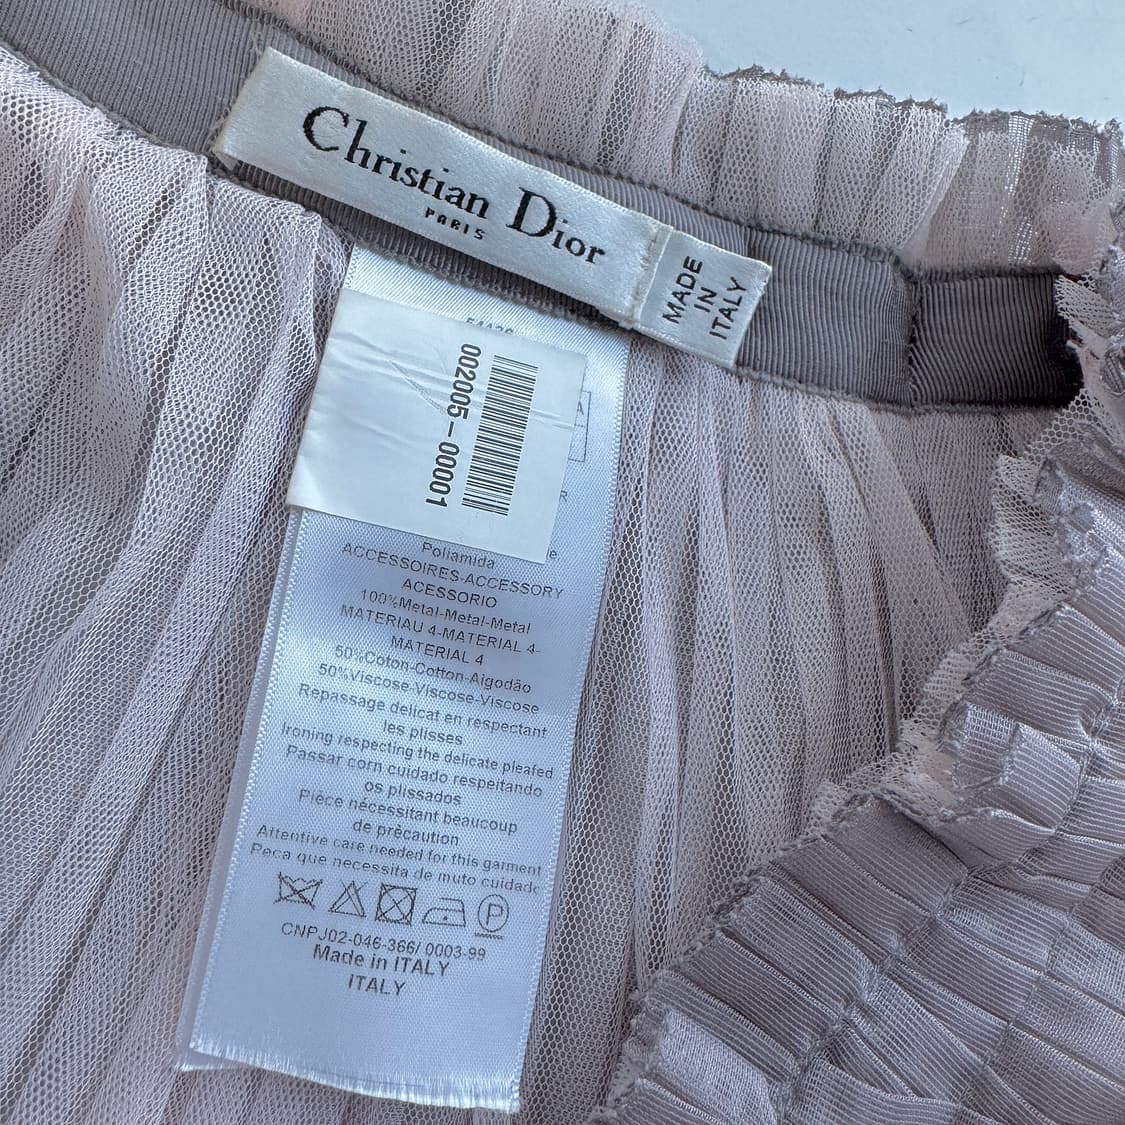 Christian Dior
PARIS
MADE
IN
ITALY
002005-00001
Poliamida
ACCESSOIRES-ACCESSORY
ACESSORIO
100%Metal-Metal-Metal
MATERIAU 4-MATERIAL 4-
MATERIAL 4
50%Coton-Cotton-Algodão
50%Viscose-Viscose-Viscose
Repassage delicat en respectant
les plisses
Ironing respecting the delicate pleafed
Passar corn cuidado respeitando
os plissados
Pièce nécessitant beaucoup
de prècaution
Attentive care needed for this garment
Peca que necessita de muto cuidado
P
CNPJ02-046-366/ 0003-99
Made in ITALY
ITALY